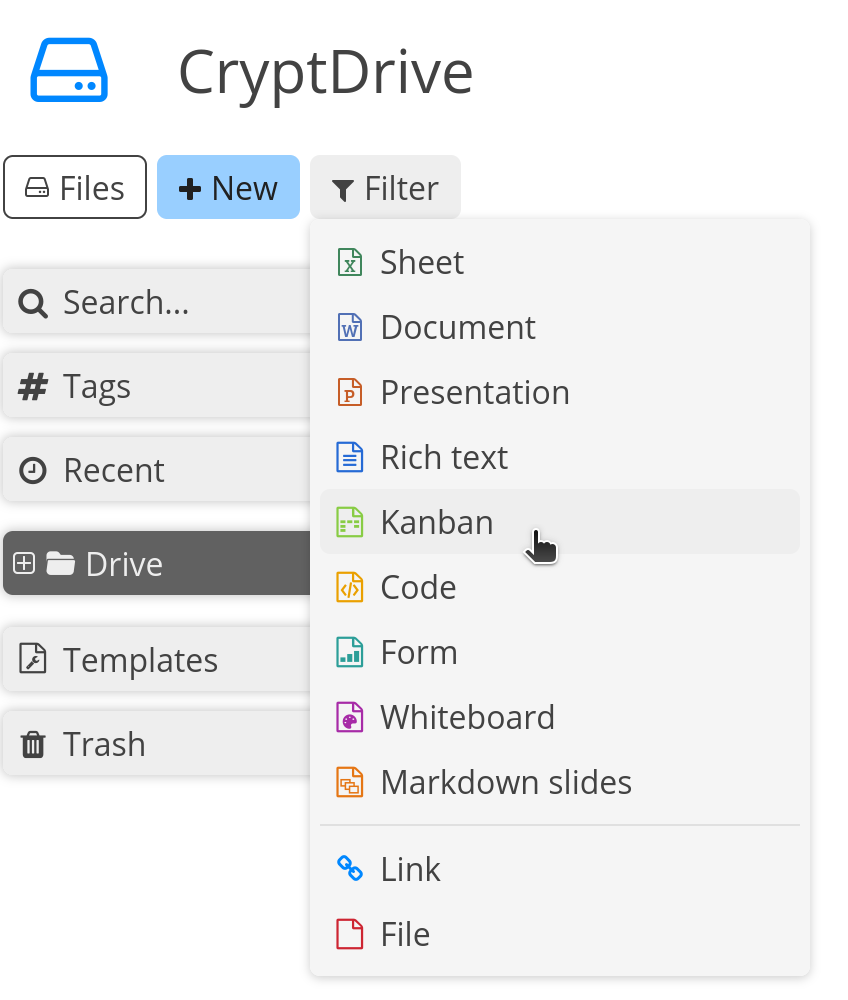 CryptDrive
Files
New
Filter
Search...
Tags
Recent
Drive
Templates
Trash
Sheet
Document
Presentation
Rich text
Kanban
Code
Form
Whiteboard
Markdown slides
Link
File